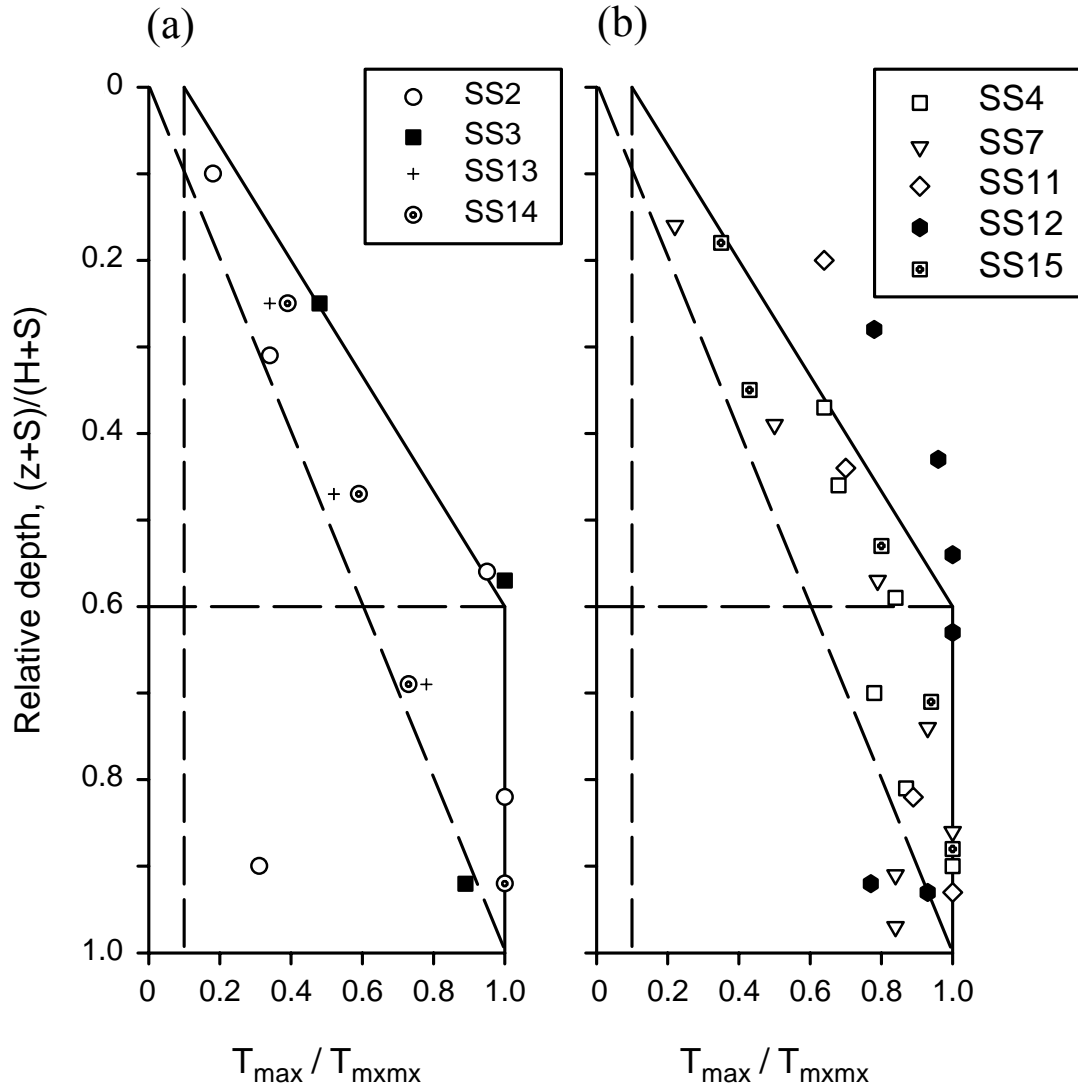 (a)
(b)
SS2
SS3
SS13
SS14
SS4
SS7
SS11
SS12
SS15
0
0.2
0.4
0.6
0.8
1.0
Relative depth, (z+S)/(H+S)
0 0.2 0.4 0.6 0.8 1.0
0 0.2 0.4 0.6 0.8 1.0
Tmax / Tmxmx
Tmax / Tmxmx